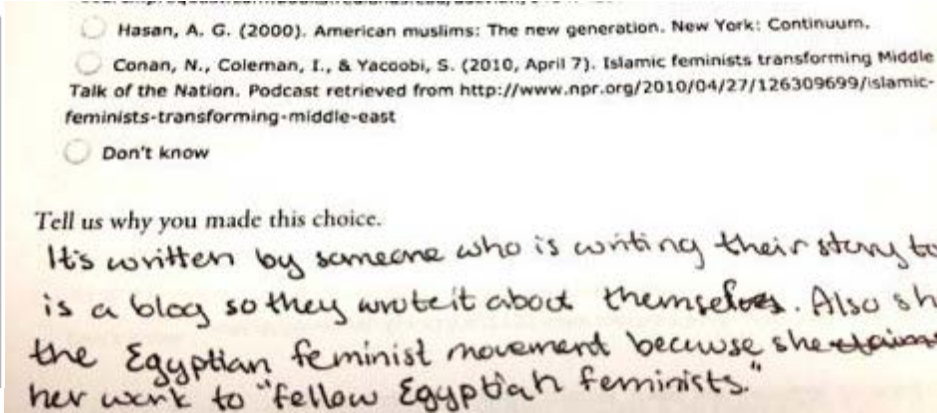 Hasan, A. G. (2000). American muslims: The new generation. New York: Continuum.
Conan, N., Coleman, I., & Yacoobi, S. (2010, April 7). Islamic feminists transforming Middle
Talk of the Nation. Podcast retrieved from http://www.npr.org/2010/04/27/126309699/islamic-
feminists-transforming-middle-east
Don't know
Tell us why you made this choice.
It's written by someone who is writing their story to
is a blog so they wrote it about themselves. Also sh
the Egyptian feminist movement because she claims
her work to "fellow Egyptian feminists."